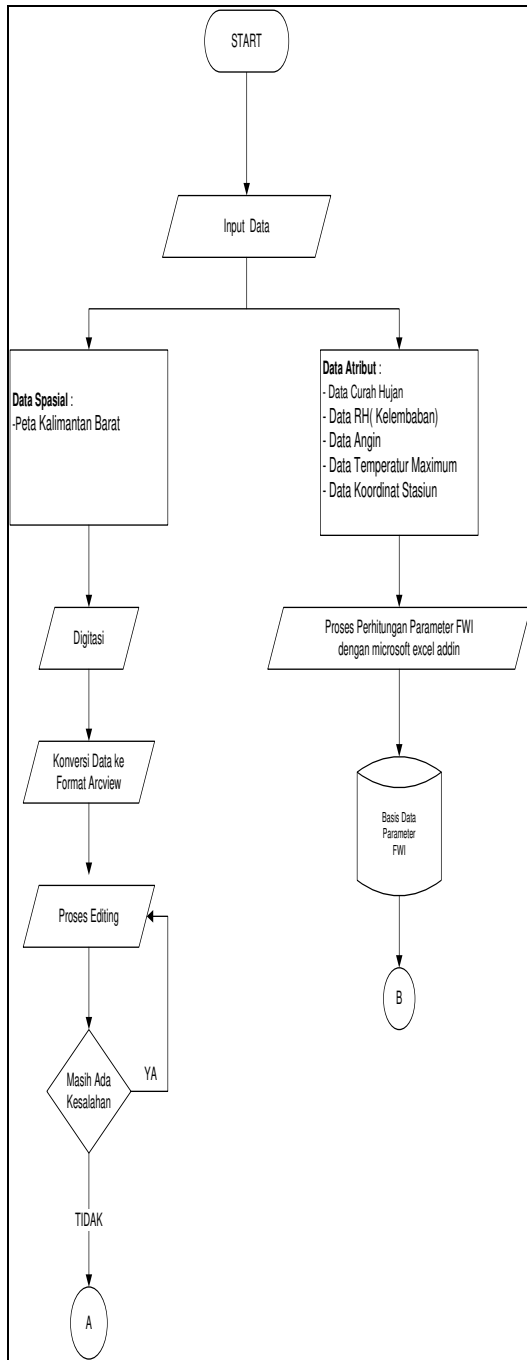 START
Input Data
Data Spasial :
-Peta Kalimantan Barat
Data Atribut :
- Data Curah Hujan
- Data RH( Kelembaban)
- Data Angin
- Data Temperatur Maximum
- Data Koordinat Stasiun
Digitasi
Proses Perhitungan Parameter FWI
dengan microsoft excel addin
Konversi Data ke
Format Arcview
Basis Data
Parameter
FWI
Proses Editing
B
Masih Ada
Kesalahan
YA
TIDAK
A